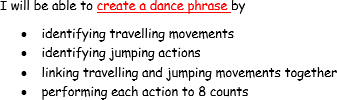 I will be able to create a dance phrase by
• identifying travelling movements
• identifying jumping actions
• linking travelling and jumping movements together
• performing each action to 8 counts